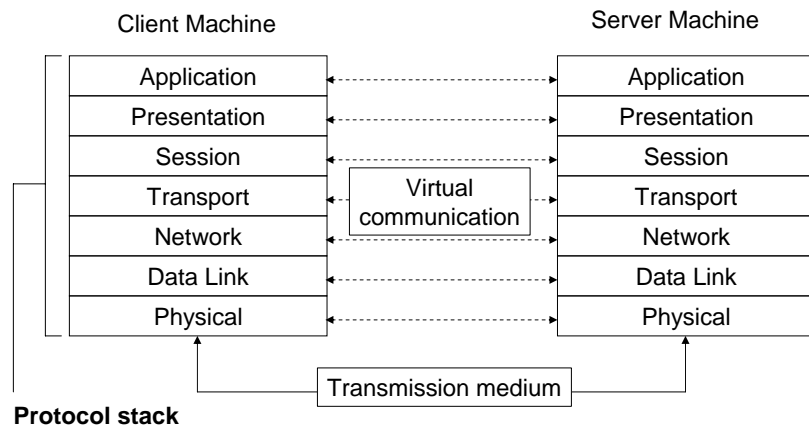 Client Machine
Server Machine
Application
Presentation
Session
Transport
Network
Data Link
Physical
Virtual
communication
Application
Presentation
Session
Transport
Network
Data Link
Physical
Transmission medium
Protocol stack